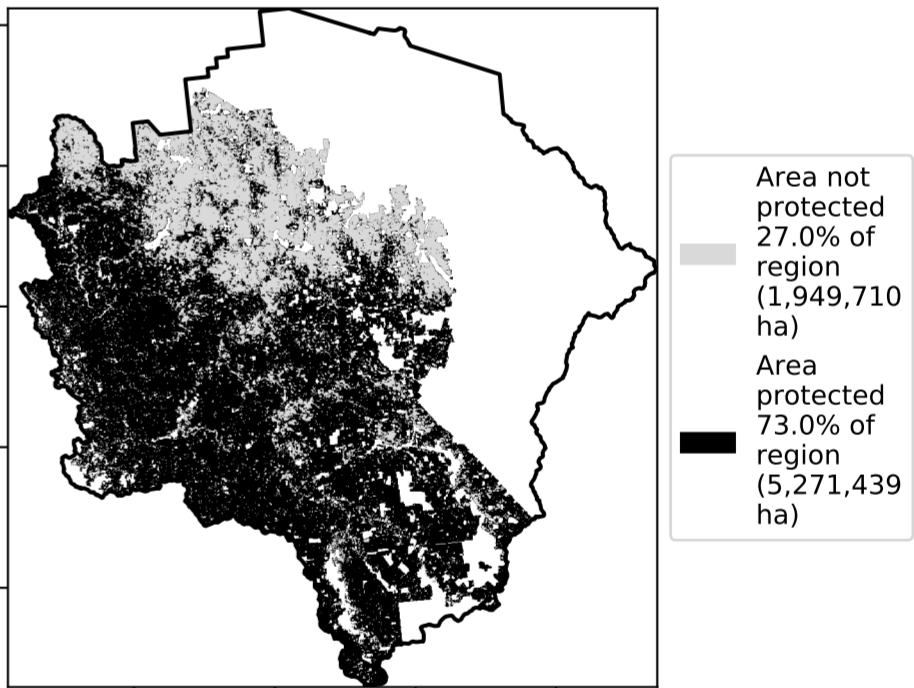 Area not
protected
27.0% of
region
(1,949,710
ha)
Area
protected
73.0% of
region
(5,271,439
ha)